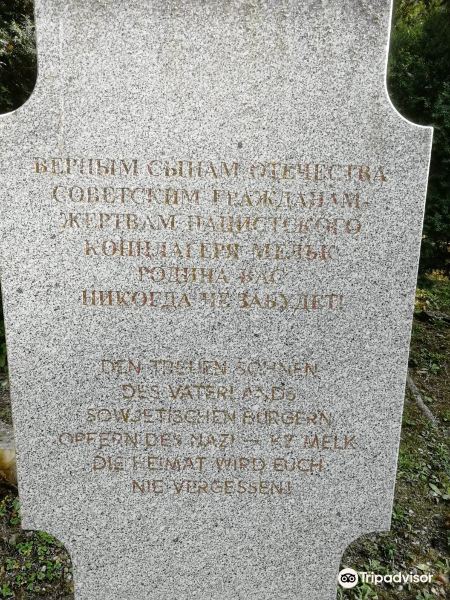 ВЕРНЫМ СЫНАМ ОТЕЧЕСТВА
СОВЕТСКИМ ГРАЖДАНАМ-
ЖЕРТВАМ НАЦИСТСКОГО
КОНЦЛАГЕРЯ МЕЛЬК
РОДИНА ВАС
НИКОГДА НЕ ЗАБУДЕТ!
DEN TREUEN SÖHNEN
DES VATERLANDS
SOWJETISCHEN BÜRGERN
OPFERN DES NAZI – KZ MELK
DIE HEIMAT WIRD EUCH
NIE VERGESSEN!
Tripadvisor